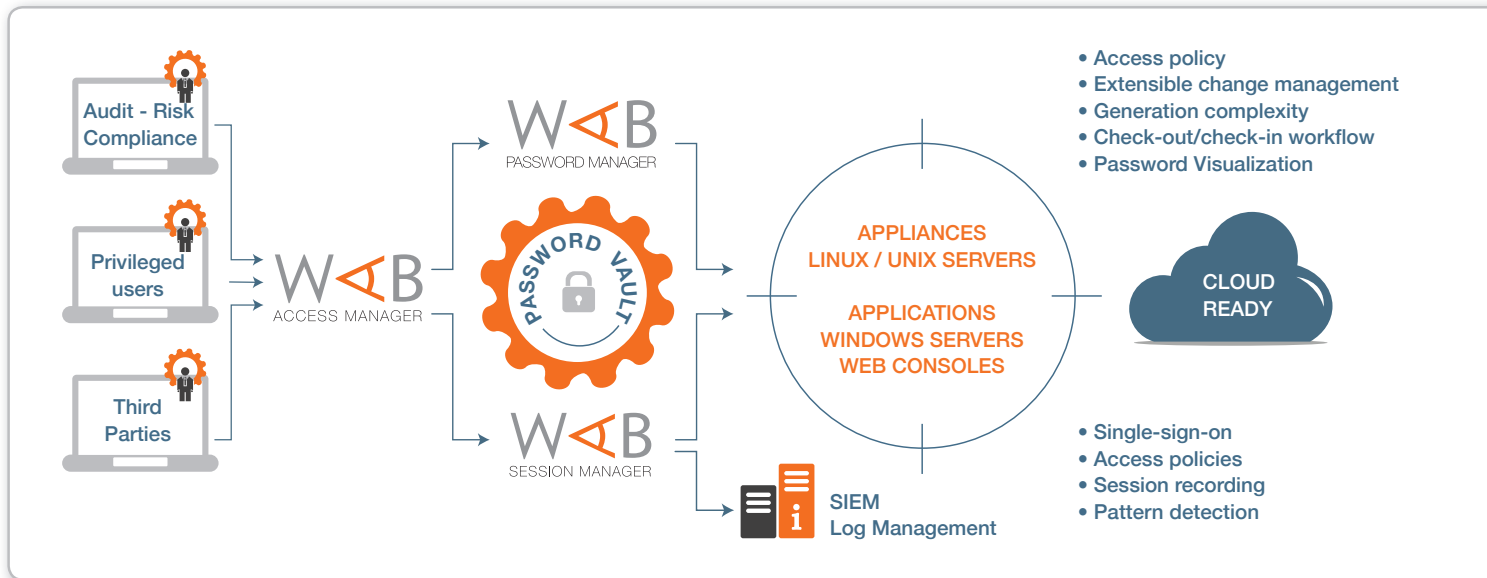 Audit - Risk
Compliance
Privileged
users
Third
Parties
WAB
ACCESS MANAGER
WAB
PASSWORD MANAGER
PASSWORD VAULT
WAB
SESSION MANAGER
SIEM
Log Management
i
APPLIANCES
LINUX / UNIX SERVERS
APPLICATIONS
WINDOWS SERVERS
WEB CONSOLES
• Access policy
• Extensible change management
• Generation complexity
• Check-out/check-in workflow
• Password Visualization
CLOUD
READY
• Single-sign-on
• Access policies
• Session recording
• Pattern detection